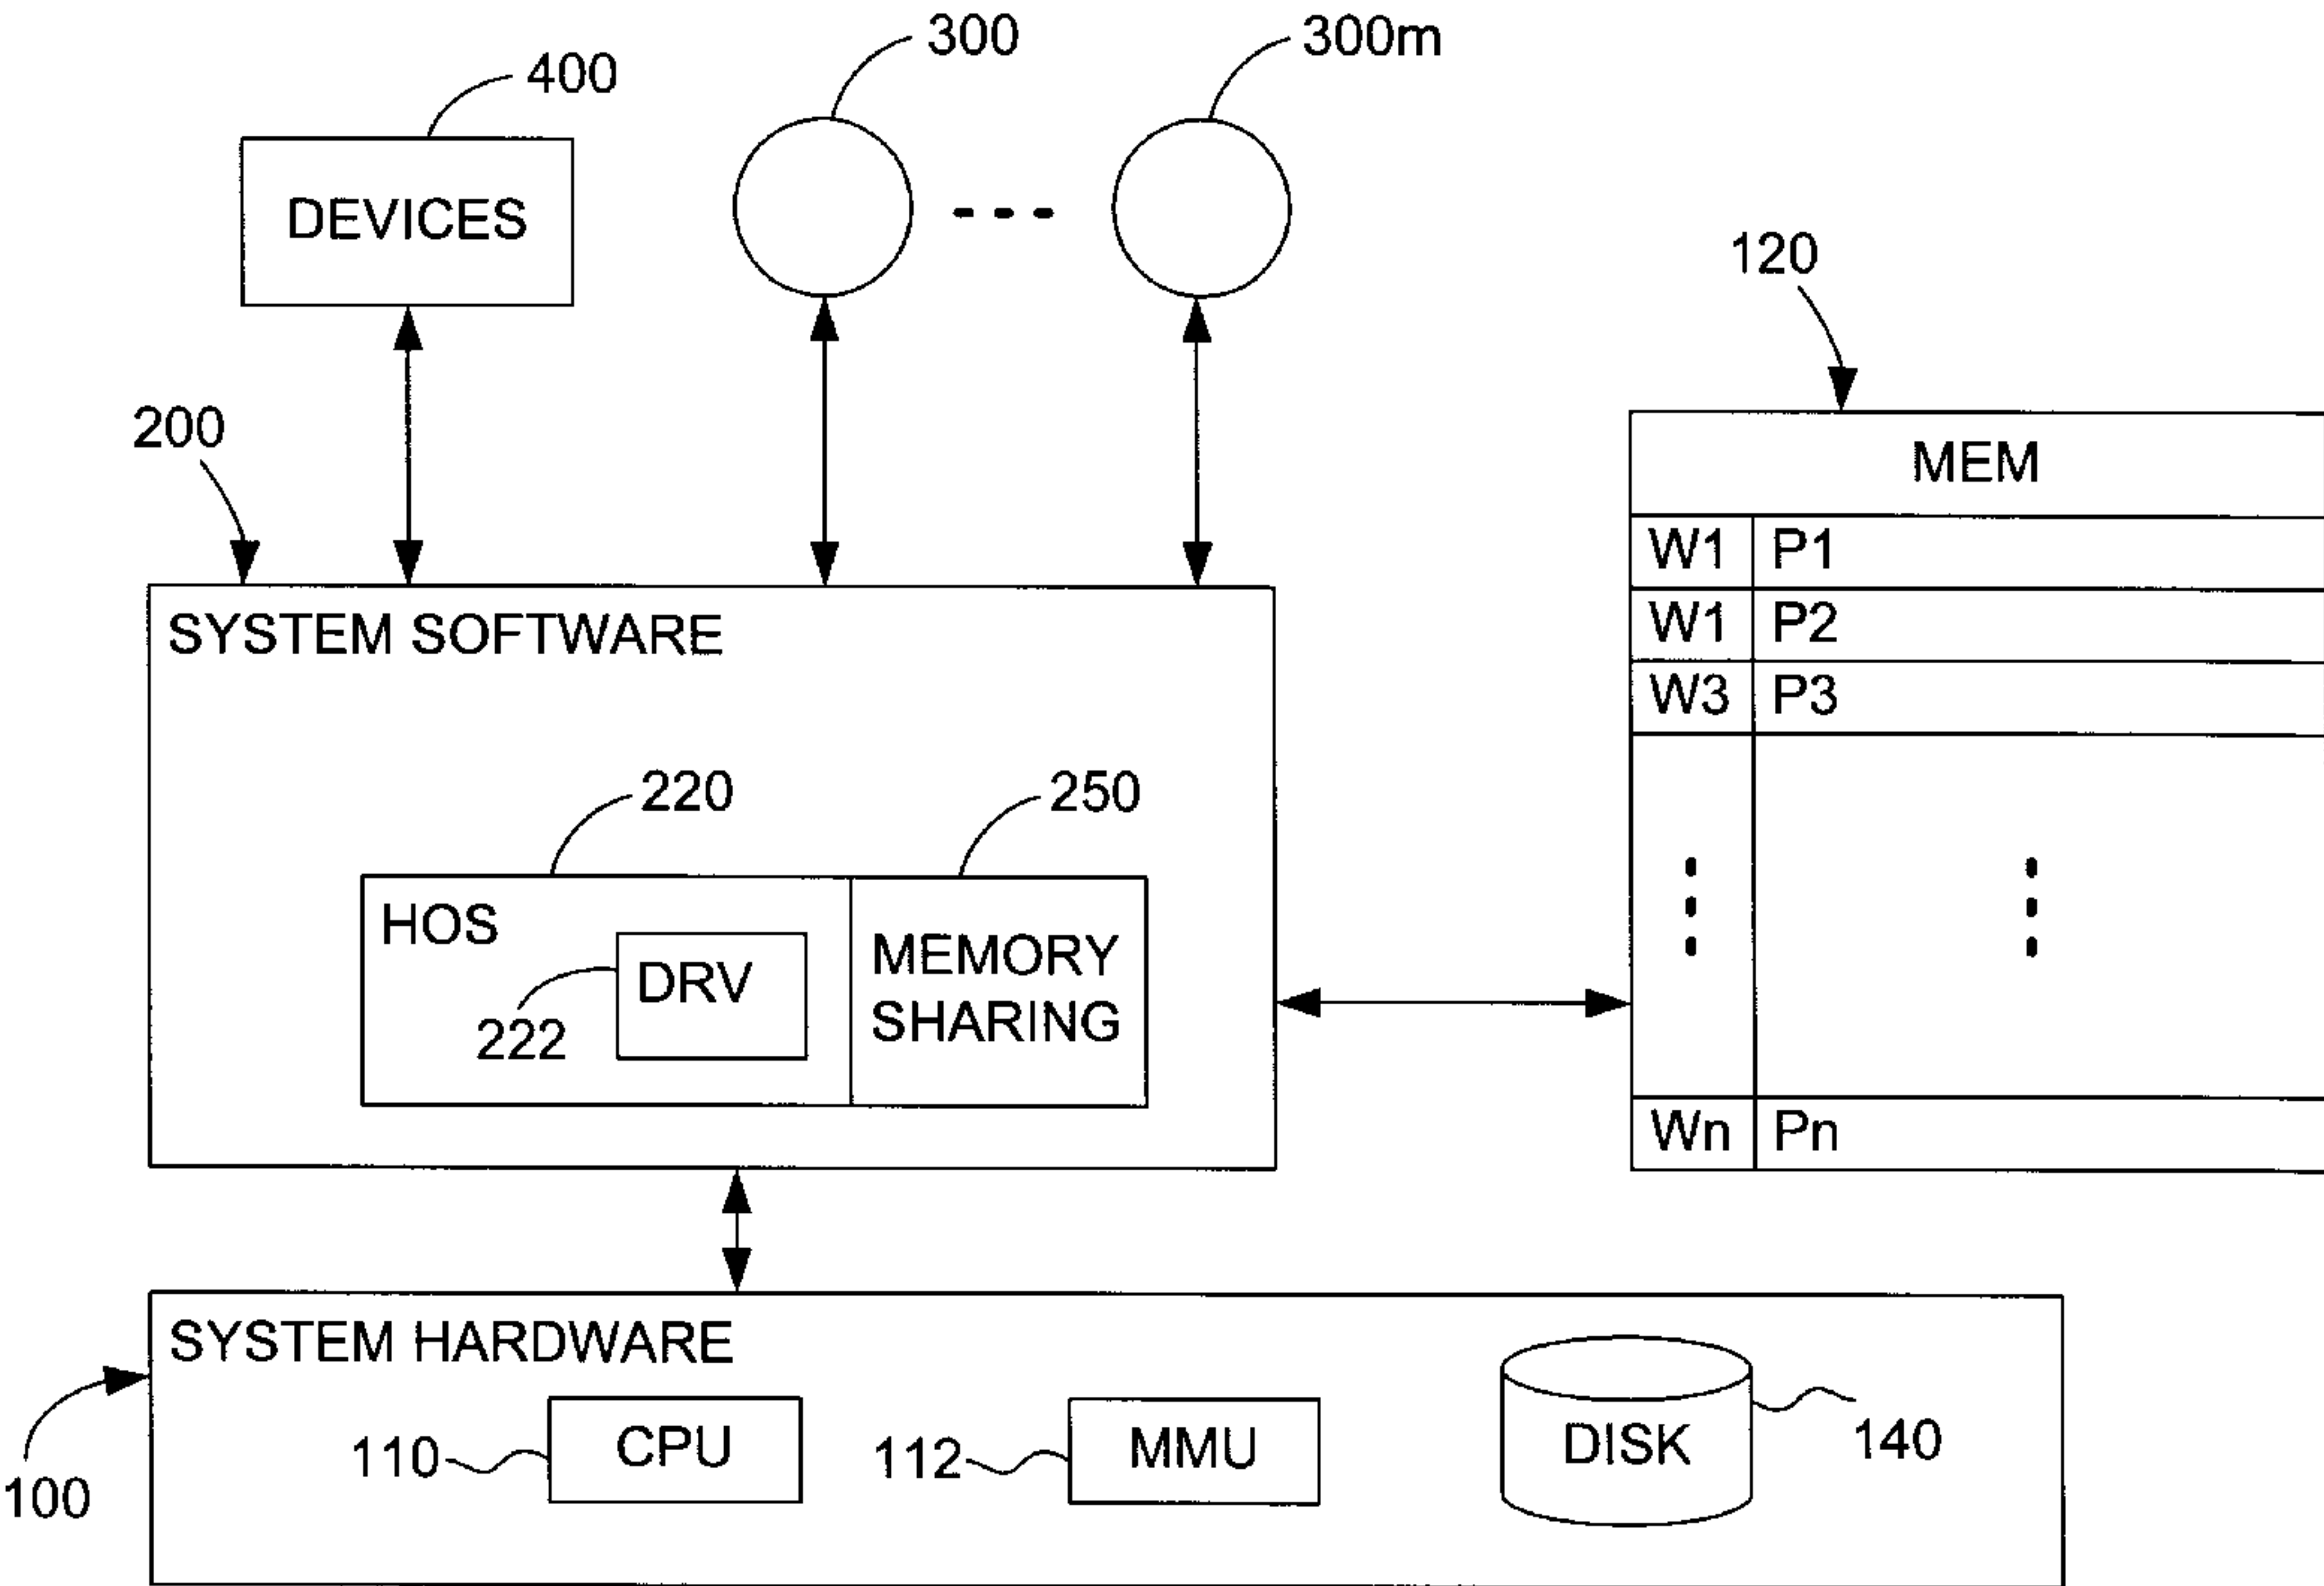 300
300m
400
DEVICES
120
200
MEM
W1 P1
SYSTEM SOFTWARE
W1 P2
W3 P3
220
250
HOS
DRV
MEMORY
SHARING
222
Wn Pn
SYSTEM HARDWARE
110
CPU
112
MMU
DISK
140
100